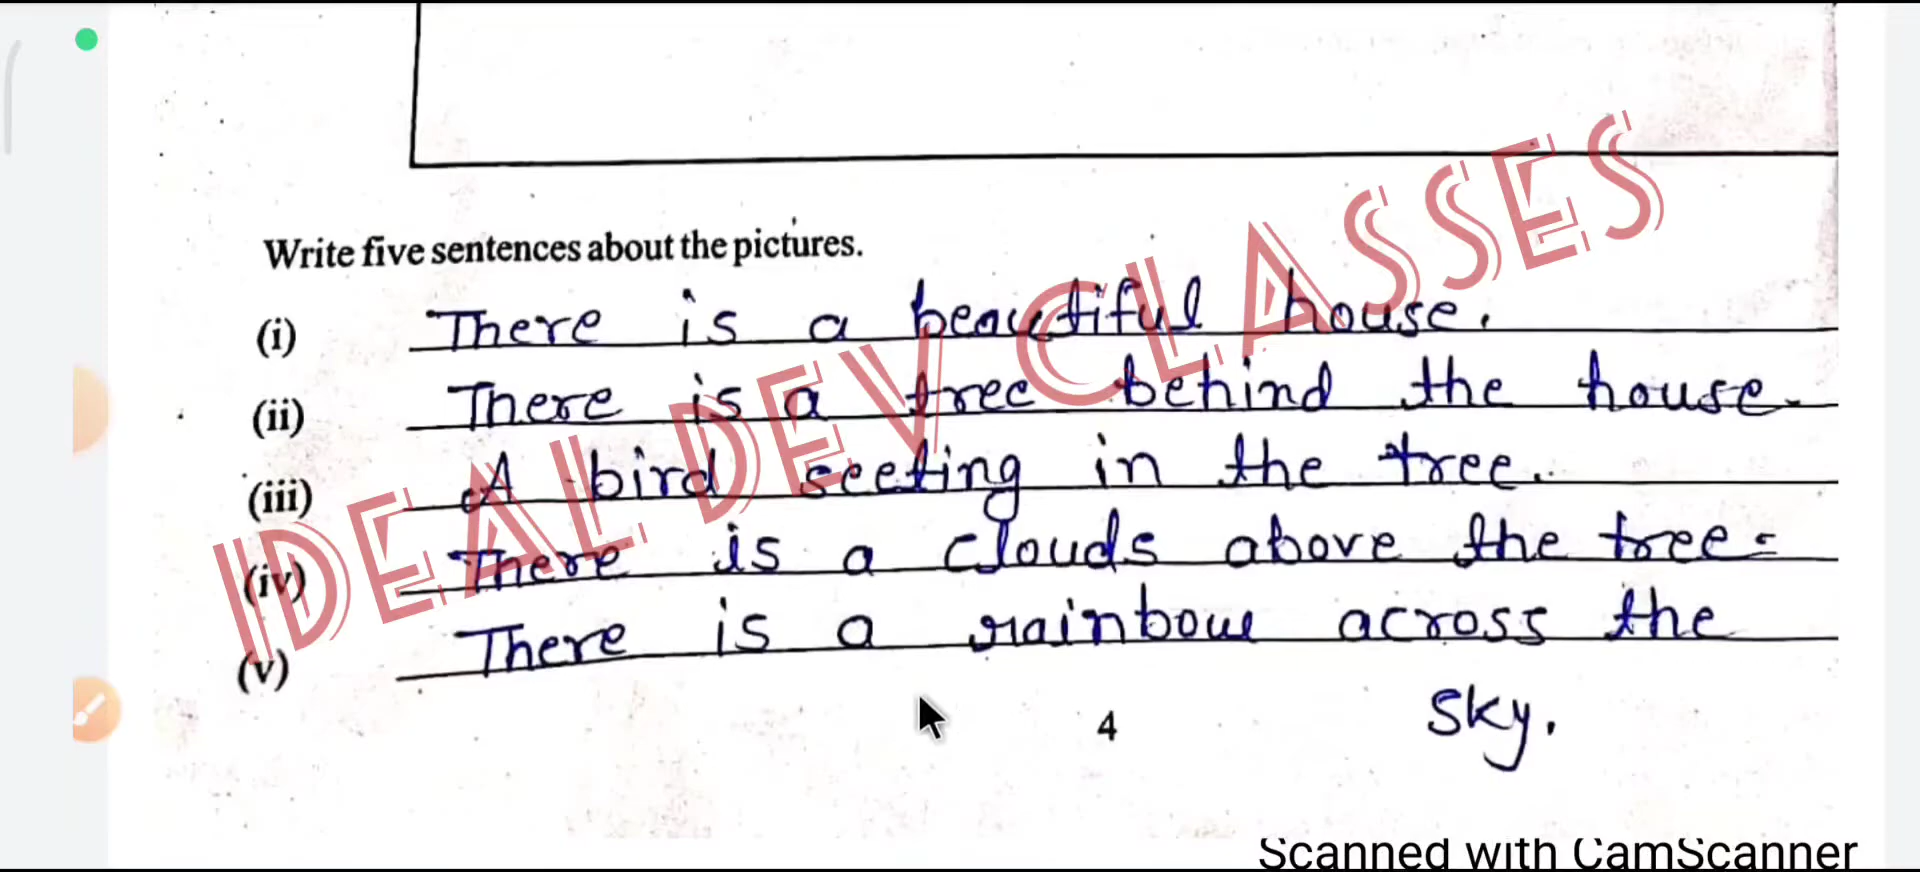 Write five sentences about the pictures.
(i) There is a beautiful house.
(ii) There is a tree behind the house.
(iii) A bird seeting in the tree.
(iv) There is a clouds above the tree.
(v) There is a rainbow across the
sky.
4
IDEAL DEV CLASSES
Scanned with CamScanner